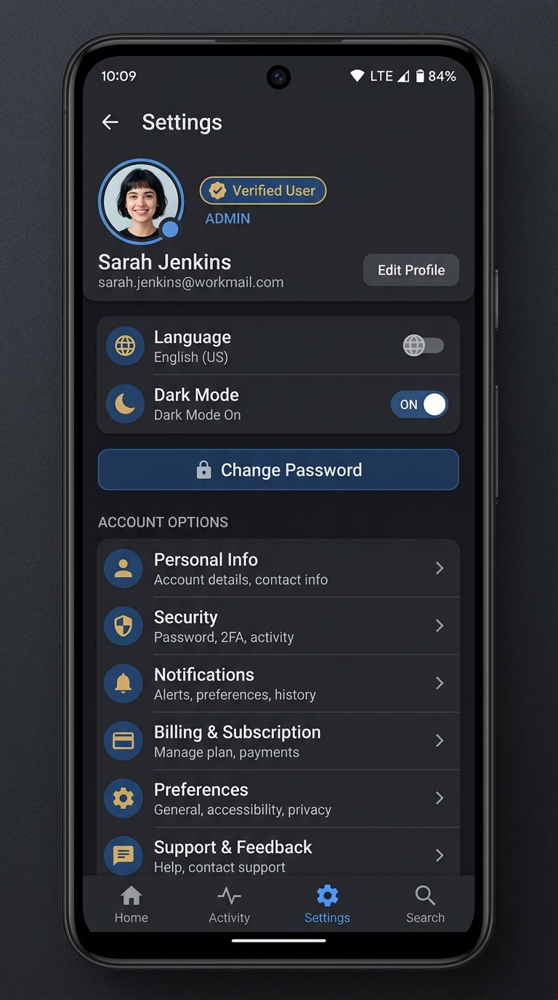 10:09
LTE 84%
Settings
Verified User
ADMIN
Sarah Jenkins
sarah.jenkins@workmail.com
Edit Profile
Language
English (US)
Dark Mode
Dark Mode On
ON
Change Password
ACCOUNT OPTIONS
Personal Info
Account details, contact info
Security
Password, 2FA, activity
Notifications
Alerts, preferences, history
Billing & Subscription
Manage plan, payments
Preferences
General, accessibility, privacy
Support & Feedback
Help, contact support
Home
Activity
Settings
Search